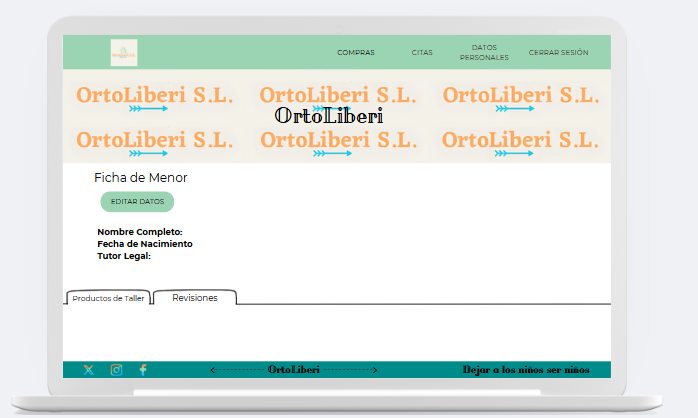 COMPRAS
CITAS
DATOS
PERSONALES
CERRAR SESIÓN
OrtoLiberi S.L.
OrtoLiberi S.L.
OrtoLiberi S.L.
OrtoLiberi
OrtoLiberi S.L.
OrtoLiberi S.L.
OrtoLiberi S.L.
Ficha de Menor
EDITAR DATOS
Nombre Completo:
Fecha de Nacimiento
Tutor Legal:
Productos de Taller
Revisiones
OrtoLiberi
Dejar a los niños ser niños